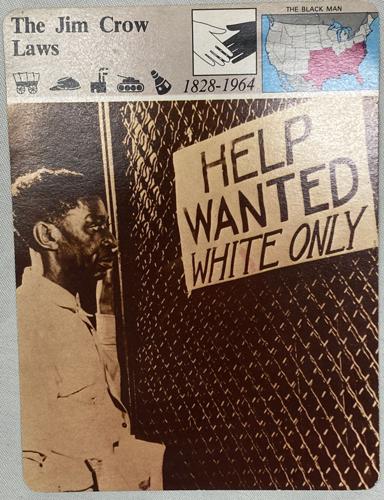 THE BLACK MAN
The Jim Crow
Laws
1828-1964
HELP
WANTED
WHITE ONLY